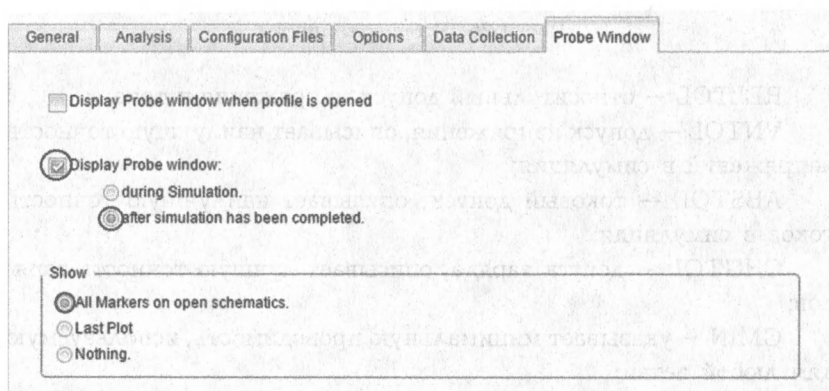 General Analysis Configuration Files Options Data Collection Probe Window
Display Probe window when profile is opened
Display Probe window:
during Simulation.
after simulation has been completed.
Show
All Markers on open schematics.
Last Plot
Nothing.